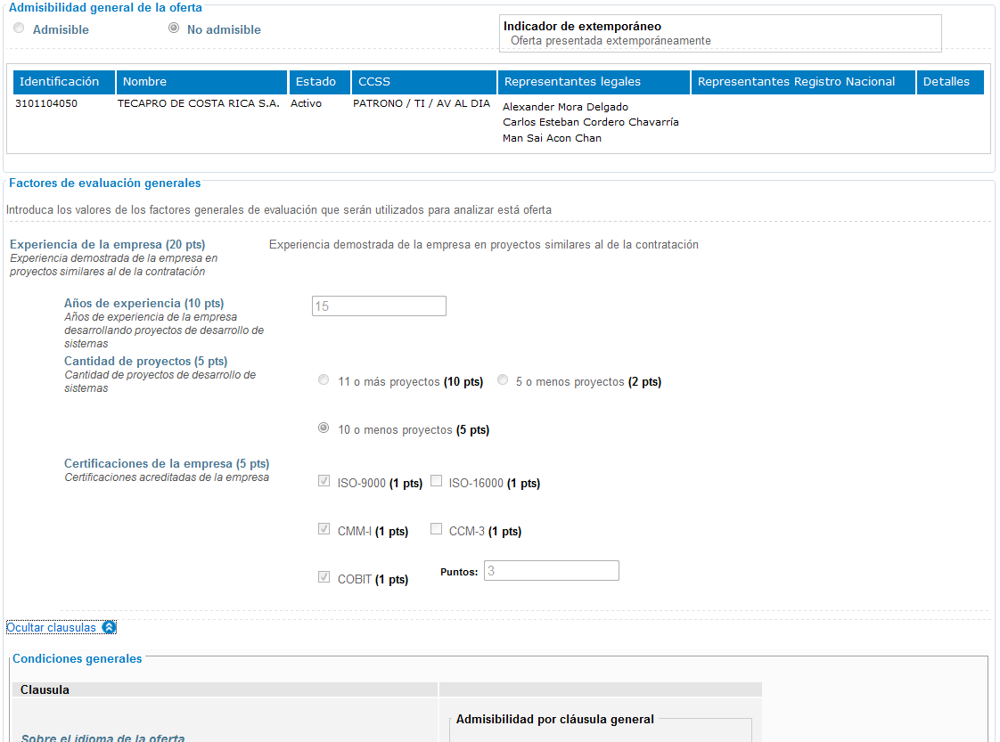 Admisibilidad general de la oferta
Admisible
No admisible
Indicador de extemporáneo
Oferta presentada extemporáneamente
Identificación Nombre Estado CCSS Representantes legales Representantes Registro Nacional Detalles
3101104050 TECAPRO DE COSTA RICA S.A. Activo PATRONO / TI / AV AL DIA
Alexander Mora Delgado
Carlos Esteban Cordero Chavarría
Man Sai Acon Chan
Factores de evaluación generales
Introduca los valores de los factores generales de evaluación que serán utilizados para analizar está oferta
Experiencia de la empresa (20 pts)
Experiencia demostrada de la empresa en
proyectos similares al de la contratación
Experiencia demostrada de la empresa en proyectos similares al de la contratación
Años de experiencia (10 pts)
Años de experiencia de la empresa
desarrollando proyectos de desarrollo de
sistemas
15
Cantidad de proyectos (5 pts)
Cantidad de proyectos de desarrollo de
sistemas
11 o más proyectos (10 pts) 5 o menos proyectos (2 pts)
10 o menos proyectos (5 pts)
Certificaciones de la empresa (5 pts)
Certificaciones acreditadas de la empresa
ISO-9000 (1 pts) ISO-16000 (1 pts)
CMM-I (1 pts) CCM-3 (1 pts)
COBIT (1 pts) Puntos: 3
Ocultar clausulas
Condiciones generales
Clausula
Admisibilidad por cláusula general
Sobre el idioma de la oferta